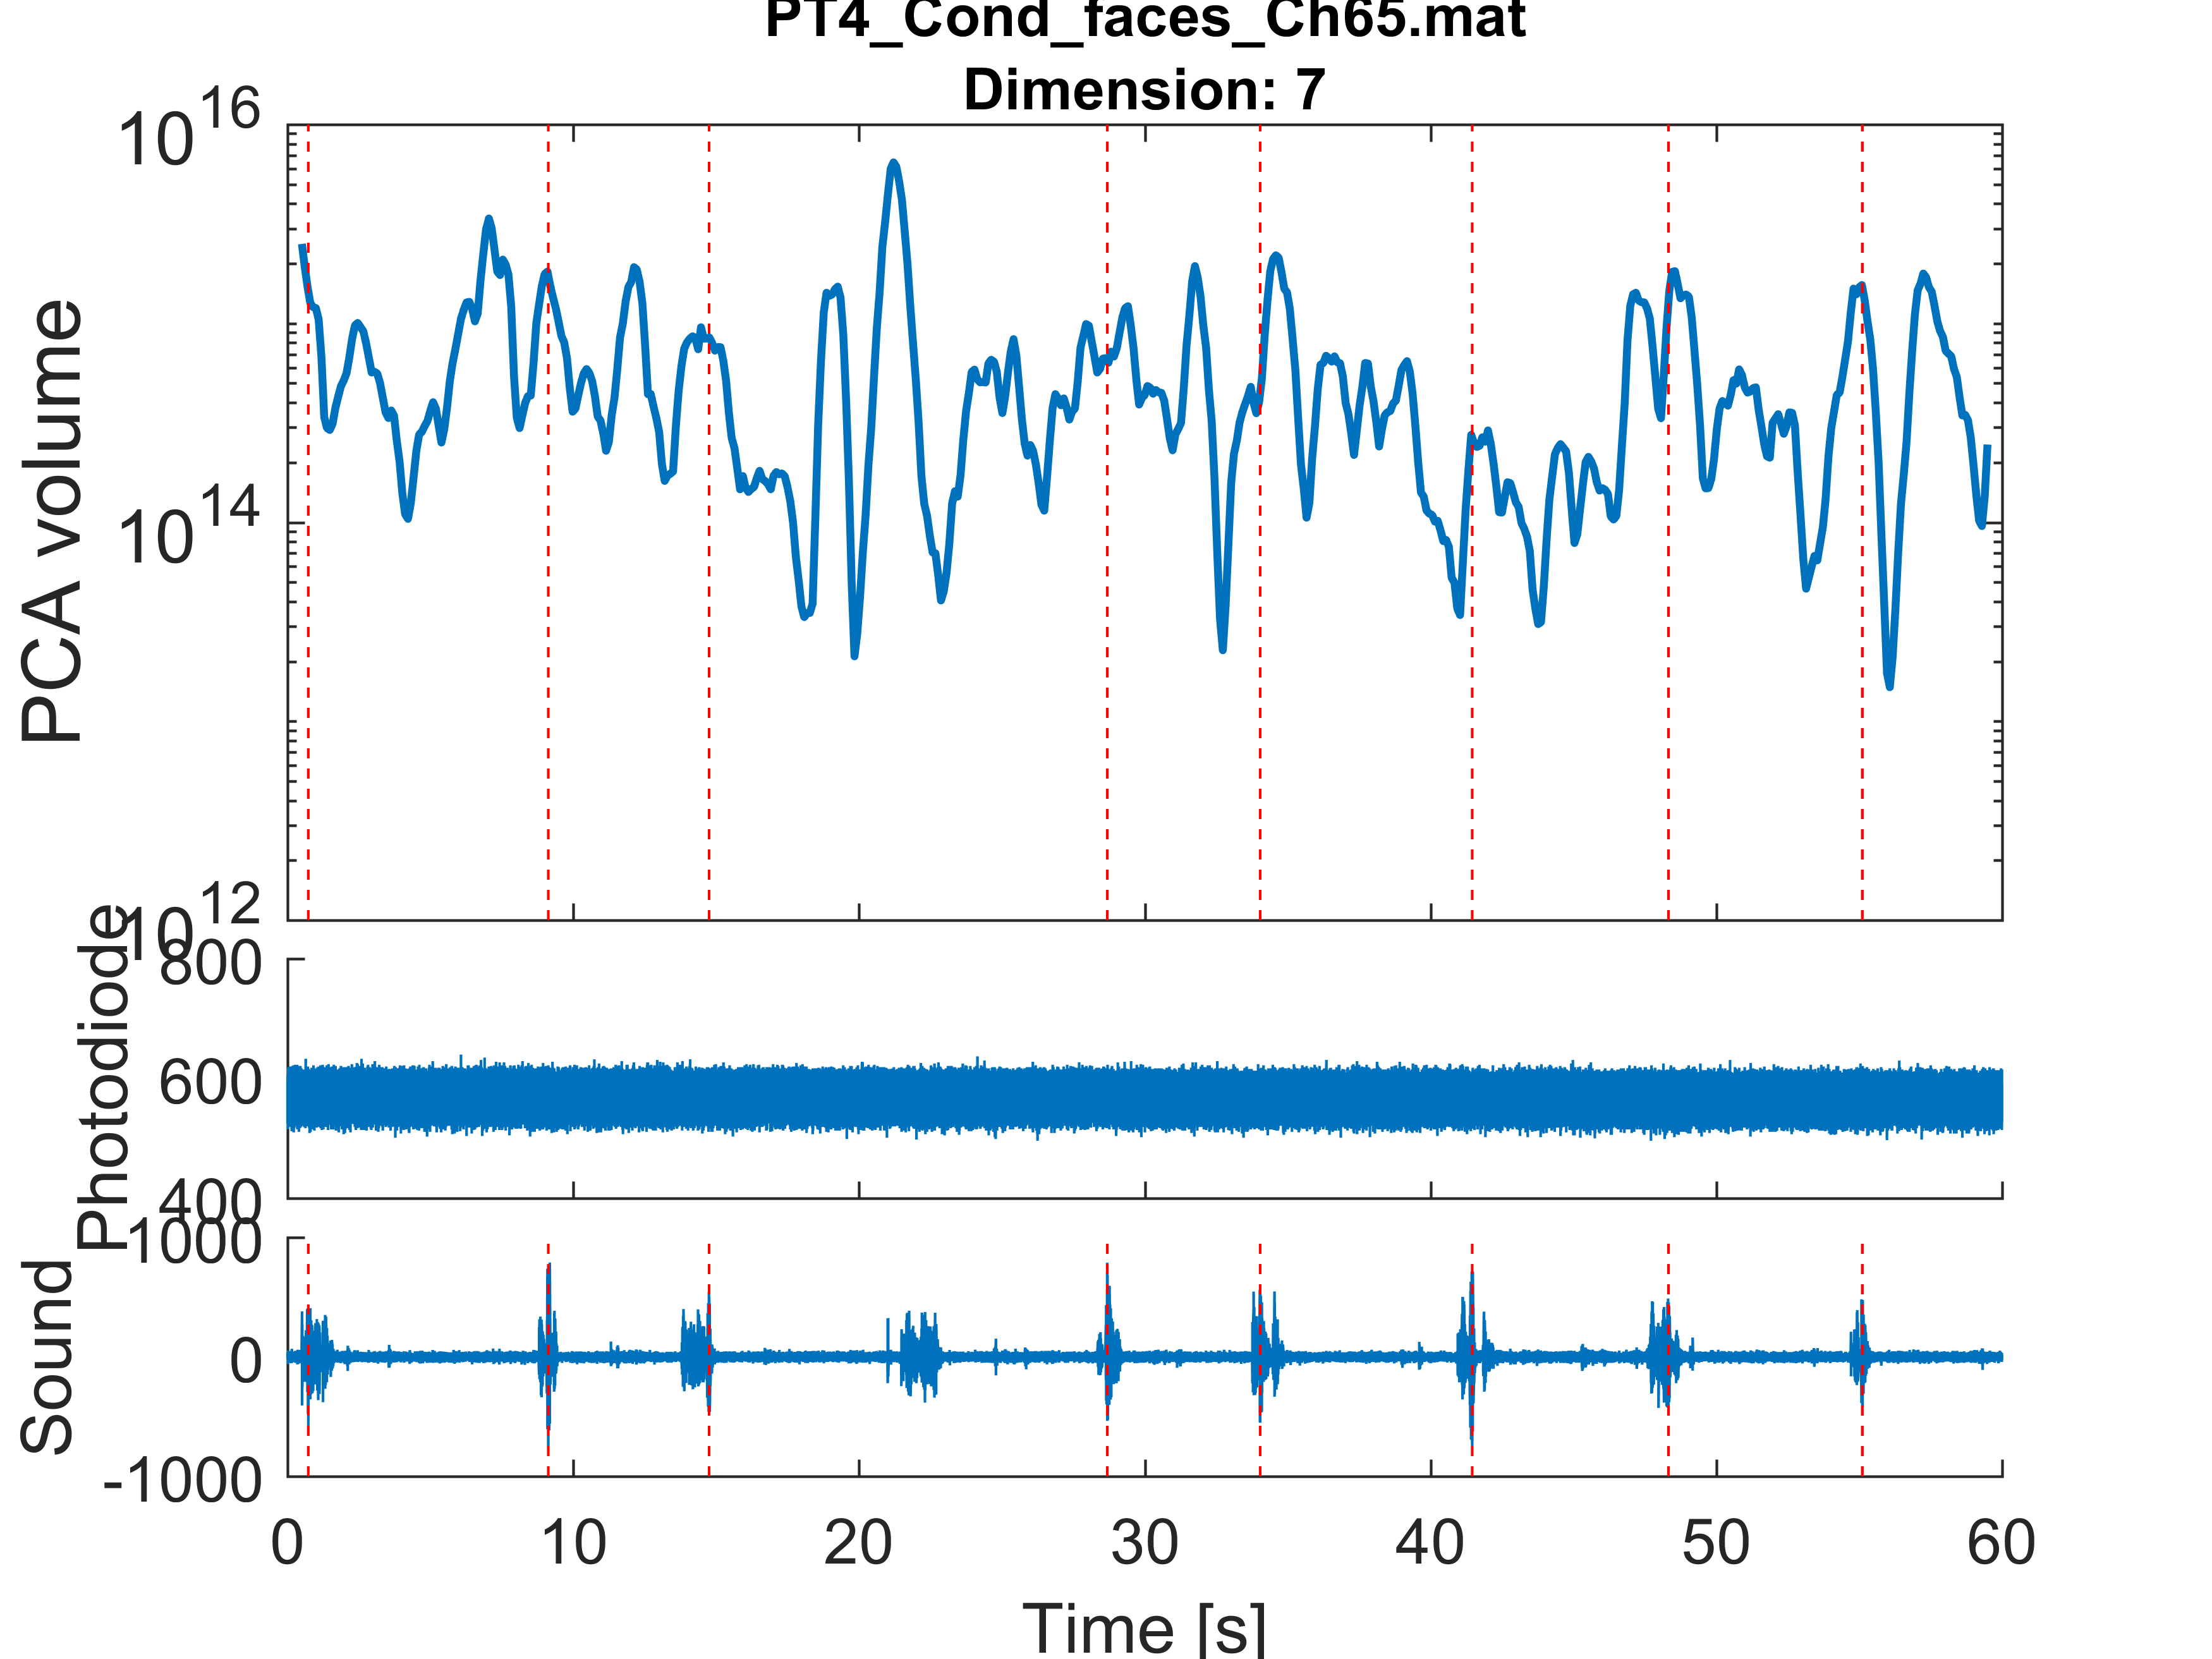 PT4_Cond_faces_Ch65.mat
Dimension: 7
PCA volume
10^16
10^14
10^12
Photodiode
800
600
400
Sound
1000
0
-1000
0 10 20 30 40 50 60
Time [s]